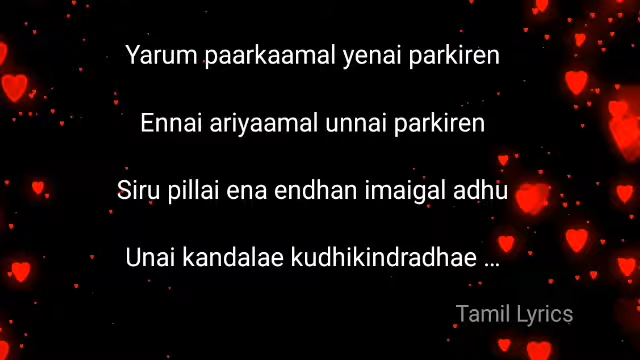 Yarum paarkaamal yenai parkiren
Ennai ariyaamal unnai parkiren
Siru pillai ena endhan imaigal adhu
Unai kandalae kudhikindradhae ...
Tamil Lyrics